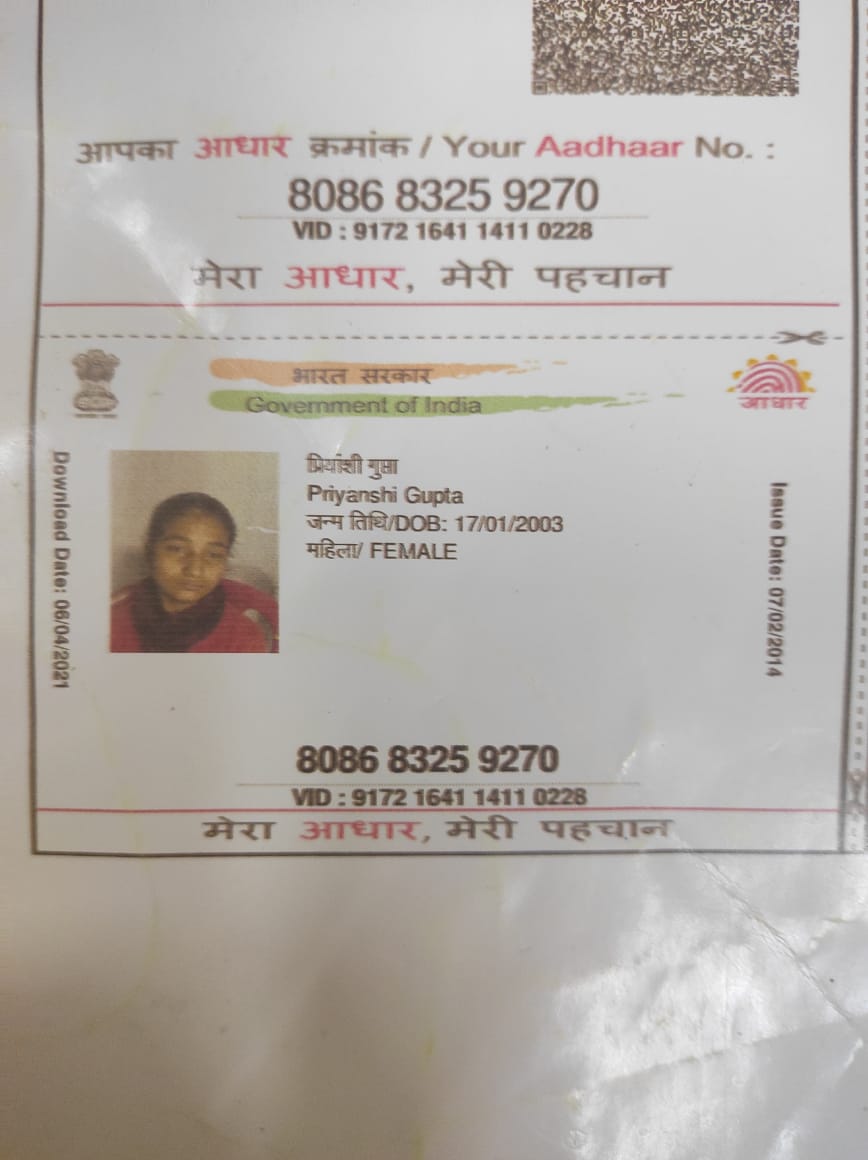 आपका आधार क्रमांक / Your Aadhaar No. :
8086 8325 9270
VID : 9172 1641 1411 0228
मेरा आधार, मेरी पहचान
भारत सरकार
Government of India
आधार
Download Date: 06/04/2021
प्रियांशी गुप्ता
Priyanshi Gupta
जन्म तिथि/DOB: 17/01/2003
महिला/ FEMALE
Issue Date: 07/02/2014
8086 8325 9270
VID : 9172 1641 1411 0228
मेरा आधार, मेरी पहचान